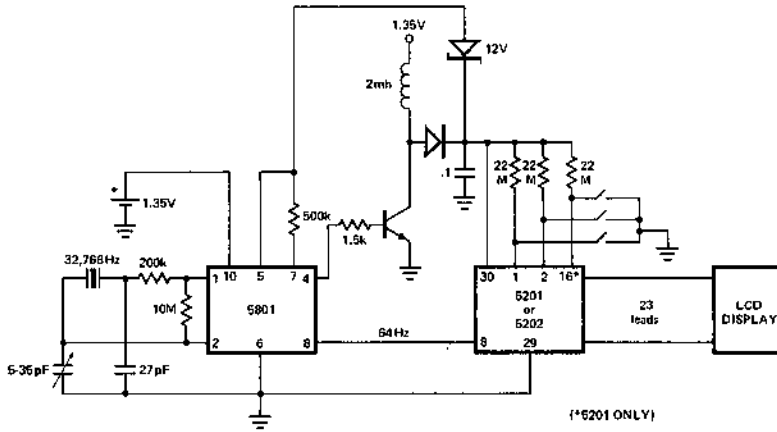 1.35V
12V
2mh
.1
22 M
22 M
22 M
1.35V
500k
1.5k
32,768Hz
200k
10M
1
10
5
7
4
5801
2
6
8
30
1
2
16*
5201
or
5202
8
29
64Hz
23
leads
LCD
DISPLAY
5-35pF
27pF
(*5201 ONLY)